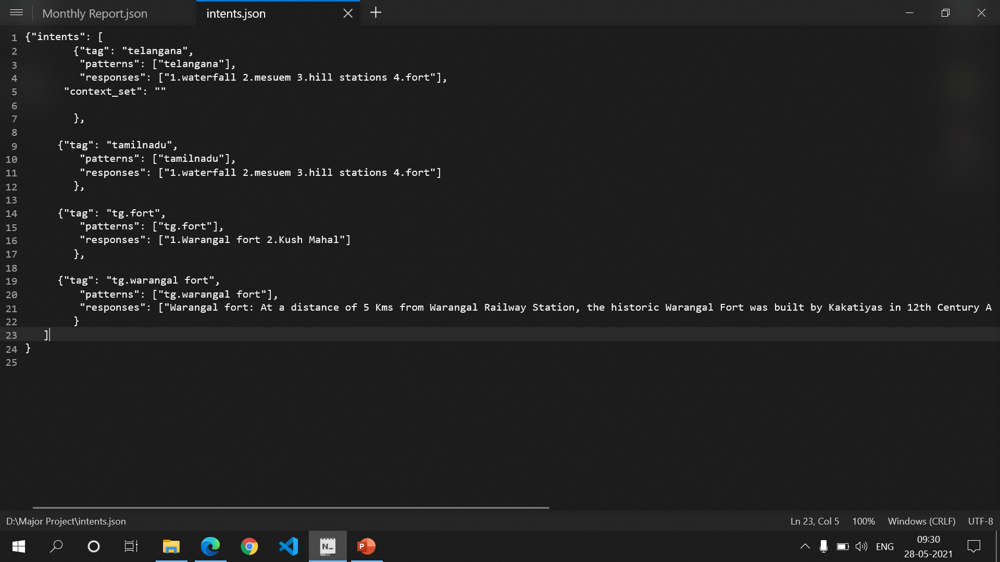 Monthly Report.json
intents.json
1 {"intents": [
2 {"tag": "telangana",
3 "patterns": ["telangana"],
4 "responses": ["1.waterfall 2.mesuem 3.hill stations 4.fort"],
5 "context_set": ""
6
7 },
8
9 {"tag": "tamilnadu",
10 "patterns": ["tamilnadu"],
11 "responses": ["1.waterfall 2.mesuem 3.hill stations 4.fort"]
12 },
13
14 {"tag": "tg.fort",
15 "patterns": ["tg.fort"],
16 "responses": ["1.Warangal fort 2.Kush Mahal"]
17 },
18
19 {"tag": "tg.warangal fort",
20 "patterns": ["tg.warangal fort"],
21 "responses": ["Warangal fort: At a distance of 5 Kms from Warangal Railway Station, the historic Warangal Fort was built by Kakatiyas in 12th Century A
22 }
23 ]
24 }
25
D:\Major Project\intents.json
Ln 23, Col 5
100%
Windows (CRLF)
UTF-8
N_
P
ENG
09:30
28-05-2021